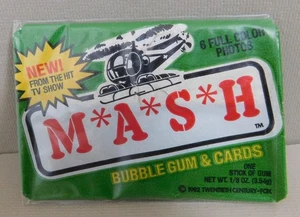 NEW!
FROM THE HIT
TV SHOW
6 FULL COLOR
PHOTOS
M*A*S*H
TM
BUBBLE GUM & CARDS
ONE
STICK OF GUM
NET WT. 1/8 OZ. (3.54g)
© 1982 TWENTIETH CENTURY-FOX